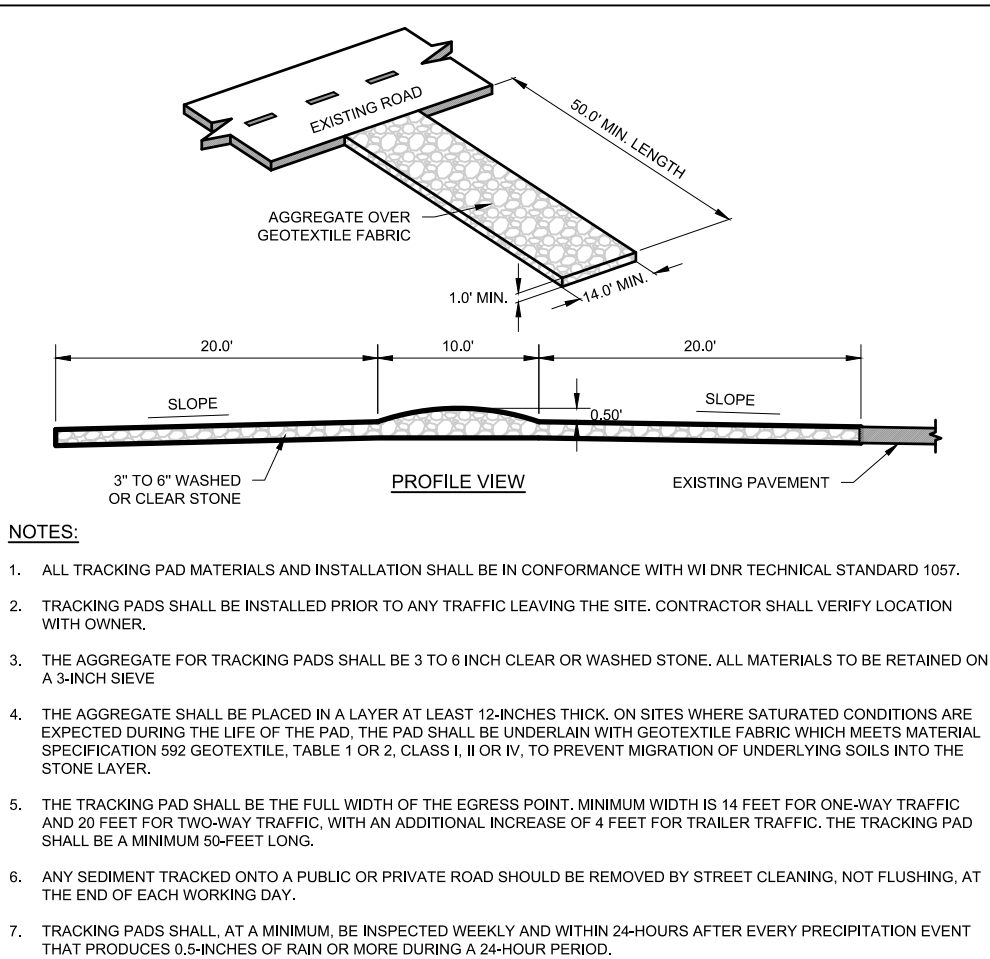 EXISTING ROAD
50.0' MIN. LENGTH
AGGREGATE OVER
GEOTEXTILE FABRIC
1.0' MIN.
14.0' MIN.
20.0'
10.0'
20.0'
SLOPE
0.50'
SLOPE
3" TO 6" WASHED
OR CLEAR STONE
PROFILE VIEW
EXISTING PAVEMENT
NOTES:
1. ALL TRACKING PAD MATERIALS AND INSTALLATION SHALL BE IN CONFORMANCE WITH WI DNR TECHNICAL STANDARD 1057.
2. TRACKING PADS SHALL BE INSTALLED PRIOR TO ANY TRAFFIC LEAVING THE SITE. CONTRACTOR SHALL VERIFY LOCATION
WITH OWNER.
3. THE AGGREGATE FOR TRACKING PADS SHALL BE 3 TO 6 INCH CLEAR OR WASHED STONE. ALL MATERIALS TO BE RETAINED ON
A 3-INCH SIEVE
4. THE AGGREGATE SHALL BE PLACED IN A LAYER AT LEAST 12-INCHES THICK. ON SITES WHERE SATURATED CONDITIONS ARE
EXPECTED DURING THE LIFE OF THE PAD, THE PAD SHALL BE UNDERLAIN WITH GEOTEXTILE FABRIC WHICH MEETS MATERIAL
SPECIFICATION 592 GEOTEXTILE, TABLE 1 OR 2, CLASS I, II OR IV, TO PREVENT MIGRATION OF UNDERLYING SOILS INTO THE
STONE LAYER.
5. THE TRACKING PAD SHALL BE THE FULL WIDTH OF THE EGRESS POINT. MINIMUM WIDTH IS 14 FEET FOR ONE-WAY TRAFFIC
AND 20 FEET FOR TWO-WAY TRAFFIC, WITH AN ADDITIONAL INCREASE OF 4 FEET FOR TRAILER TRAFFIC. THE TRACKING PAD
SHALL BE A MINIMUM 50-FEET LONG.
6. ANY SEDIMENT TRACKED ONTO A PUBLIC OR PRIVATE ROAD SHOULD BE REMOVED BY STREET CLEANING, NOT FLUSHING, AT
THE END OF EACH WORKING DAY.
7. TRACKING PADS SHALL, AT A MINIMUM, BE INSPECTED WEEKLY AND WITHIN 24-HOURS AFTER EVERY PRECIPITATION EVENT
THAT PRODUCES 0.5-INCHES OF RAIN OR MORE DURING A 24-HOUR PERIOD.